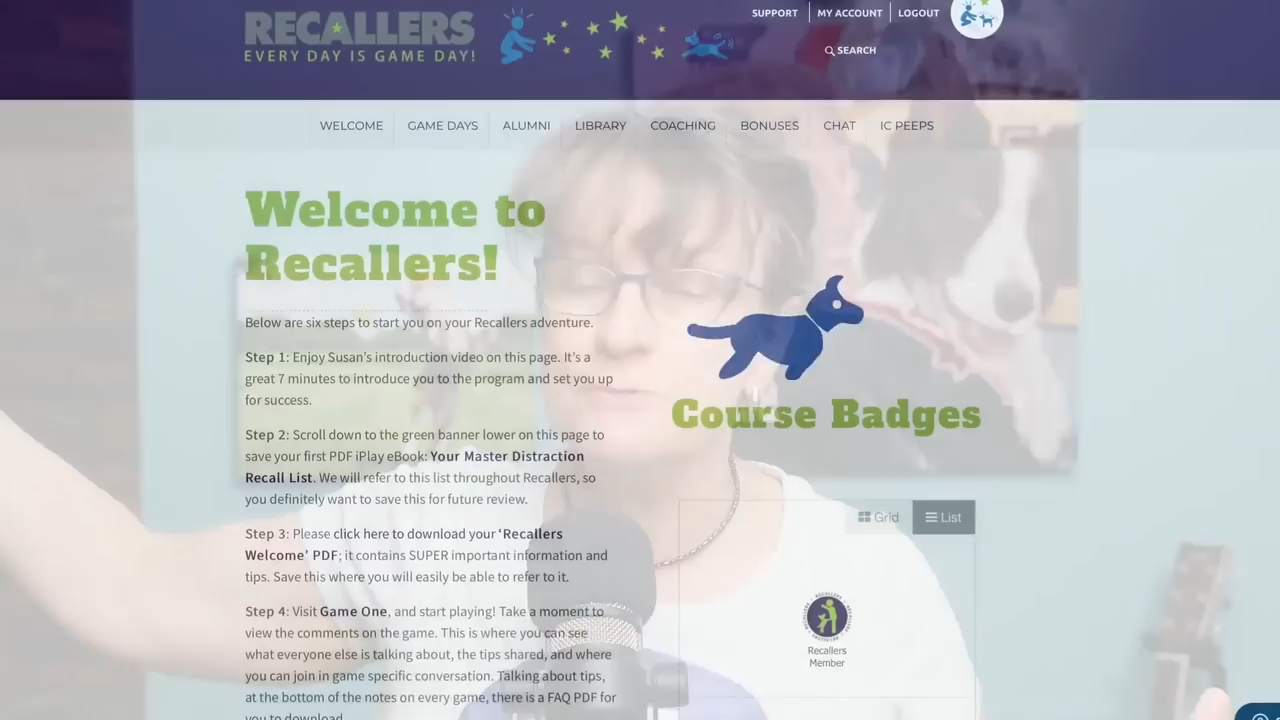 RECALLERS
EVERY DAY IS GAME DAY!
SUPPORT
MY ACCOUNT
LOGOUT
SEARCH
WELCOME
GAME DAYS
ALUMNI
LIBRARY
COACHING
BONUSES
CHAT
IC PEEPS
Welcome to
Recallers!
Below are six steps to start you on your Recallers adventure.
Step 1: Enjoy Susan's introduction video on this page. It's a
great 7 minutes to introduce you to the program and set you up
for success.
Step 2: Scroll down to the green banner lower on this page to
save your first PDF iPlay eBook: Your Master Distraction
Recall List. We will refer to this list throughout Recallers, so
you definitely want to save this for future review.
Step 3: Please click here to download your ‘Recallers
Welcome’ PDF; it contains SUPER important information and
tips. Save this where you will easily be able to refer to it.
Step 4: Visit Game One, and start playing! Take a moment to
view the comments on the game. This is where you can see
what everyone else is talking about, the tips shared, and where
you can join in game specific conversation. Talking about tips,
at the bottom of the notes on every game, there is a FAQ PDF for
you to download.
Course Badges
Grid
List
Recallers
Member